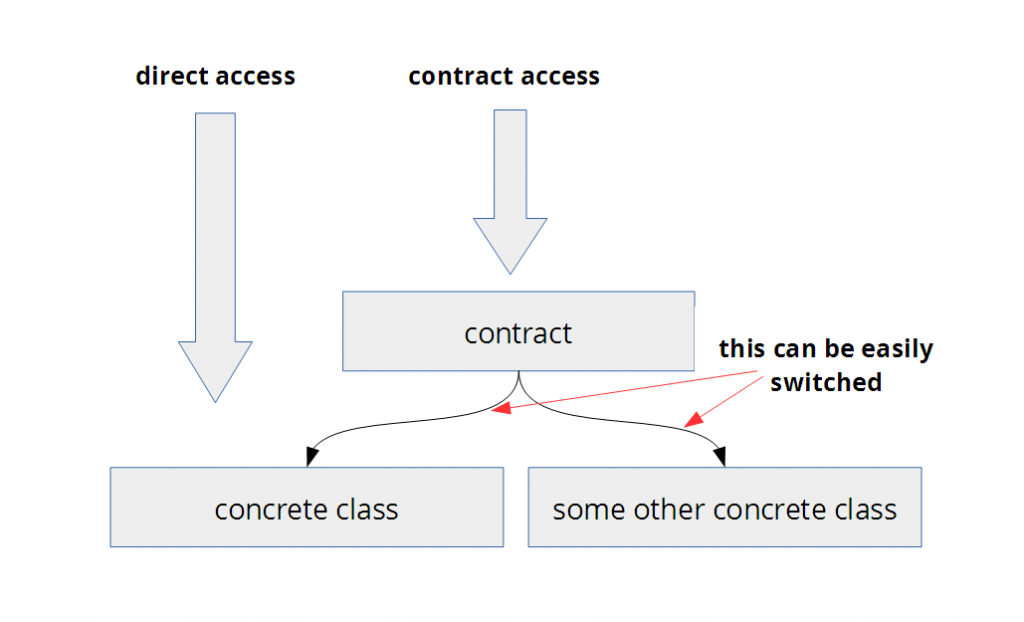 direct access
contract access
contract
this can be easily
switched
concrete class
some other concrete class